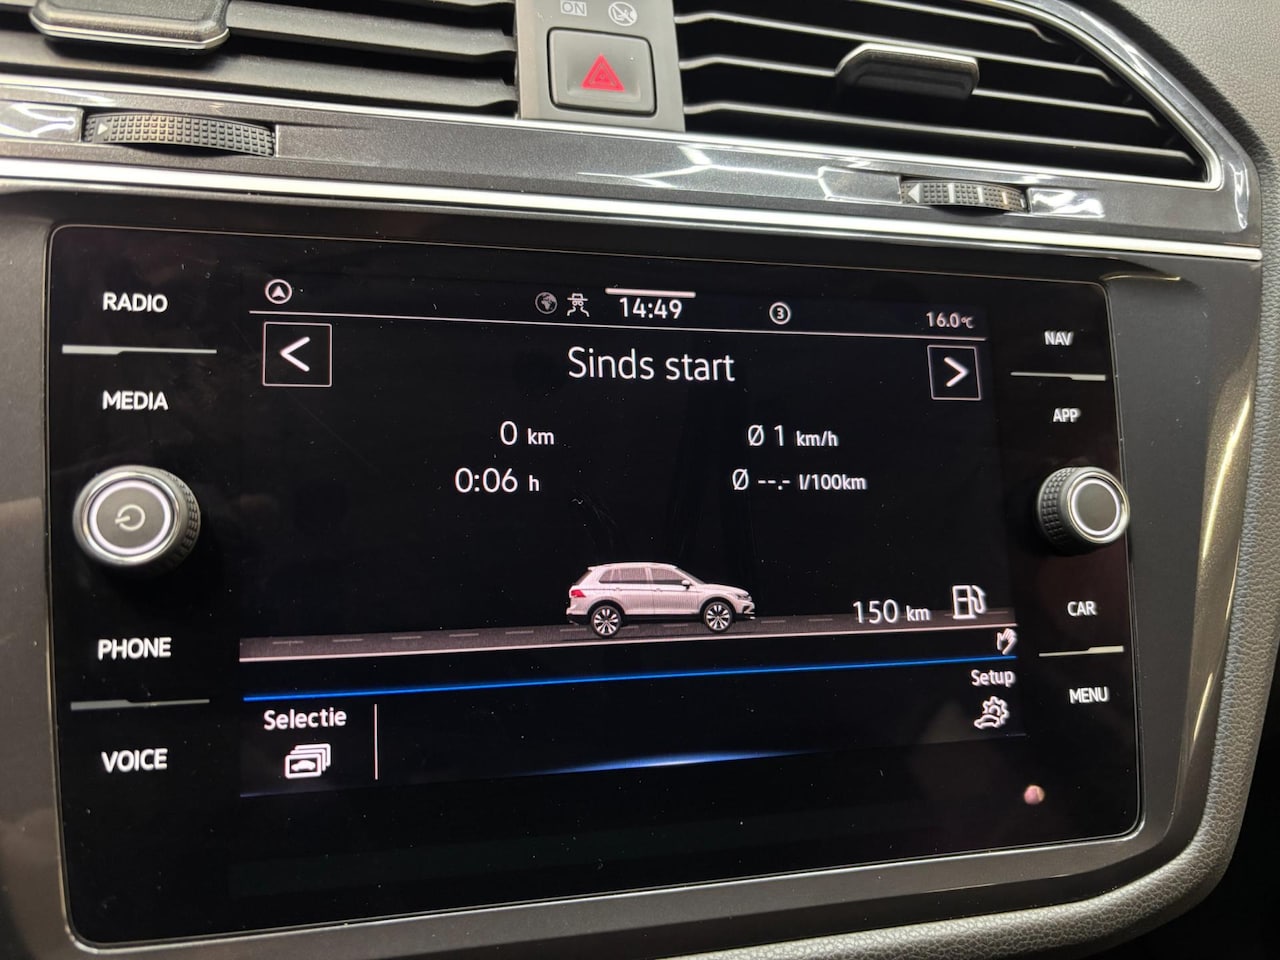 ON
RADIO
MEDIA
PHONE
VOICE
14:49
3
16.0°C
<
Sinds start
>
0 km
Ø 1 km/h
0:06 h
Ø --.- l/100km
150 km
Selectie
Setup
NAV
APP
CAR
MENU